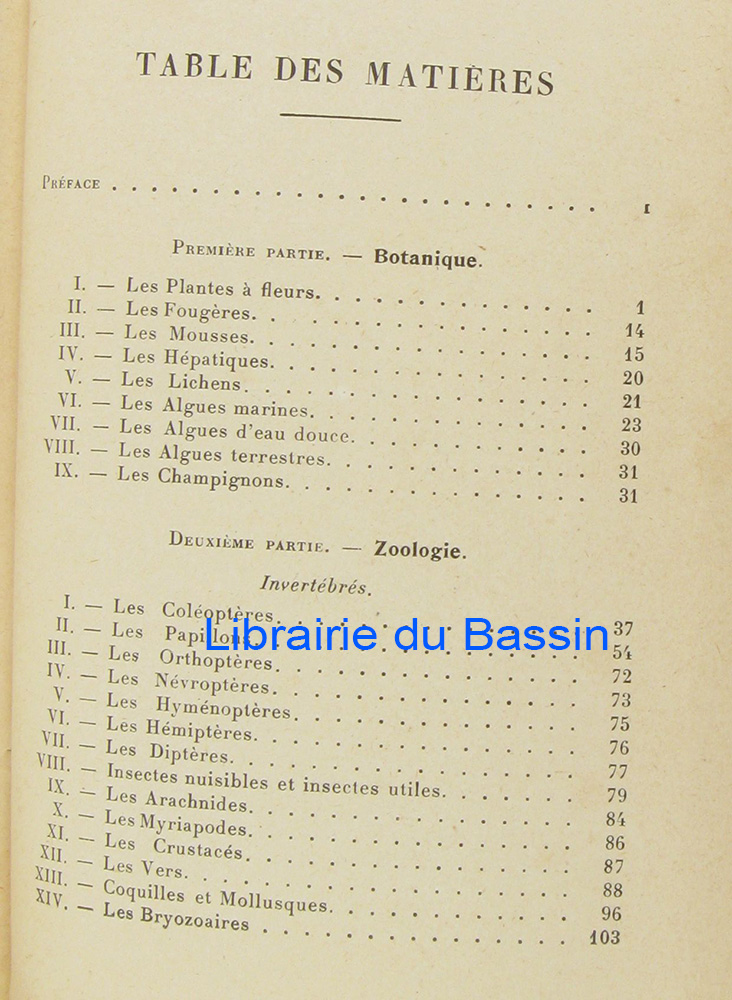 TABLE DES MATIÈRES
PRÉFACE . . . . . . . . . . . . . . . . . . . . . . . . . I
PREMIÈRE PARTIE. — Botanique.
I. — Les Plantes à fleurs. . . . . . . . . . . . . . . 1
II. — Les Fougères. . . . . . . . . . . . . . . . . . 14
III. — Les Mousses. . . . . . . . . . . . . . . . . . 15
IV. — Les Hépatiques. . . . . . . . . . . . . . . . . 20
V. — Les Lichens. . . . . . . . . . . . . . . . . . 21
VI. — Les Algues marines. . . . . . . . . . . . . . . 23
VII. — Les Algues d'eau douce. . . . . . . . . . . . . 30
VIII. — Les Algues terrestres. . . . . . . . . . . . . . 31
IX. — Les Champignons. . . . . . . . . . . . . . . . 31
DEUXIÈME PARTIE. — Zoologie.
Invertébrés.
I. — Les Coléoptères. . . . . . . . . . . . . . . . . 37
II. — Les Papillons. . . . . . . . . . . . . . . . . . 54
Librairie du Bassin
III. — Les Orthoptères. . . . . . . . . . . . . . . . . 72
IV. — Les Névroptères. . . . . . . . . . . . . . . . . 73
V. — Les Hyménoptères. . . . . . . . . . . . . . . . 75
VI. — Les Hémiptères. . . . . . . . . . . . . . . . . 76
VII. — Les Diptères. . . . . . . . . . . . . . . . . . 77
VIII. — Insectes nuisibles et insectes utiles. . . . . . . 79
IX. — Les Arachnides. . . . . . . . . . . . . . . . . 84
X. — Les Myriapodes. . . . . . . . . . . . . . . . . 86
XI. — Les Crustacés. . . . . . . . . . . . . . . . . . 87
XII. — Les Vers. . . . . . . . . . . . . . . . . . . . 88
XIII. — Coquilles et Mollusques. . . . . . . . . . . . . 96
XIV. — Les Bryozoaires . . . . . . . . . . . . . . . . 103